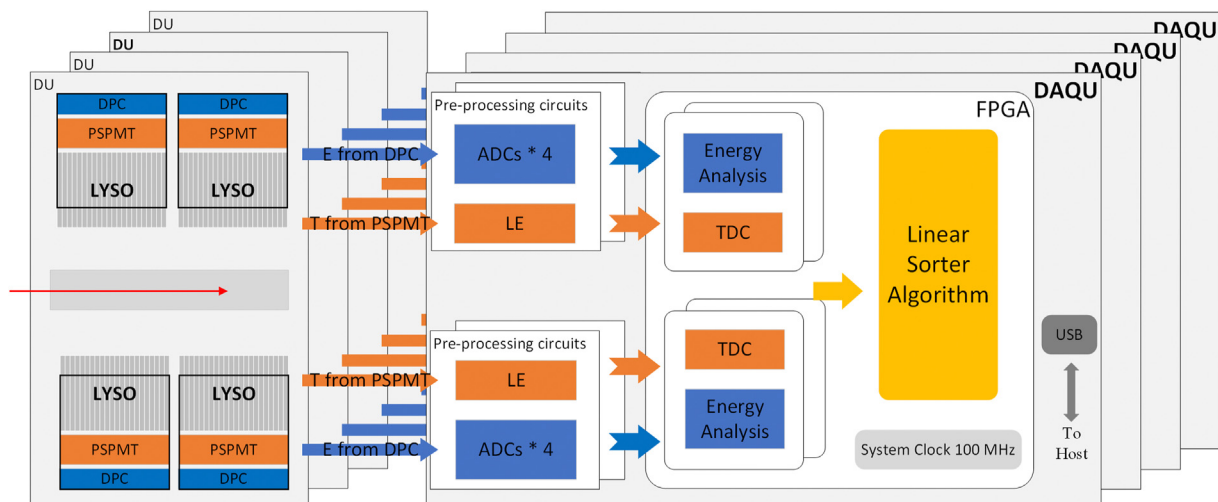 DU
DU
DU
DU
DAQU
DAQU
DAQU
DAQU
DPC
DPC
PSPMT
PSPMT
LYSO
LYSO
E from DPC
T from PSPMT
Pre-processing circuits
ADCs * 4
LE
FPGA
Energy
Analysis
TDC
Linear
Sorter
Algorithm
LYSO
LYSO
PSPMT
PSPMT
DPC
DPC
T from PSPMT
E from DPC
Pre-processing circuits
LE
ADCs * 4
TDC
Energy
Analysis
System Clock 100 MHz
USB
To
Host